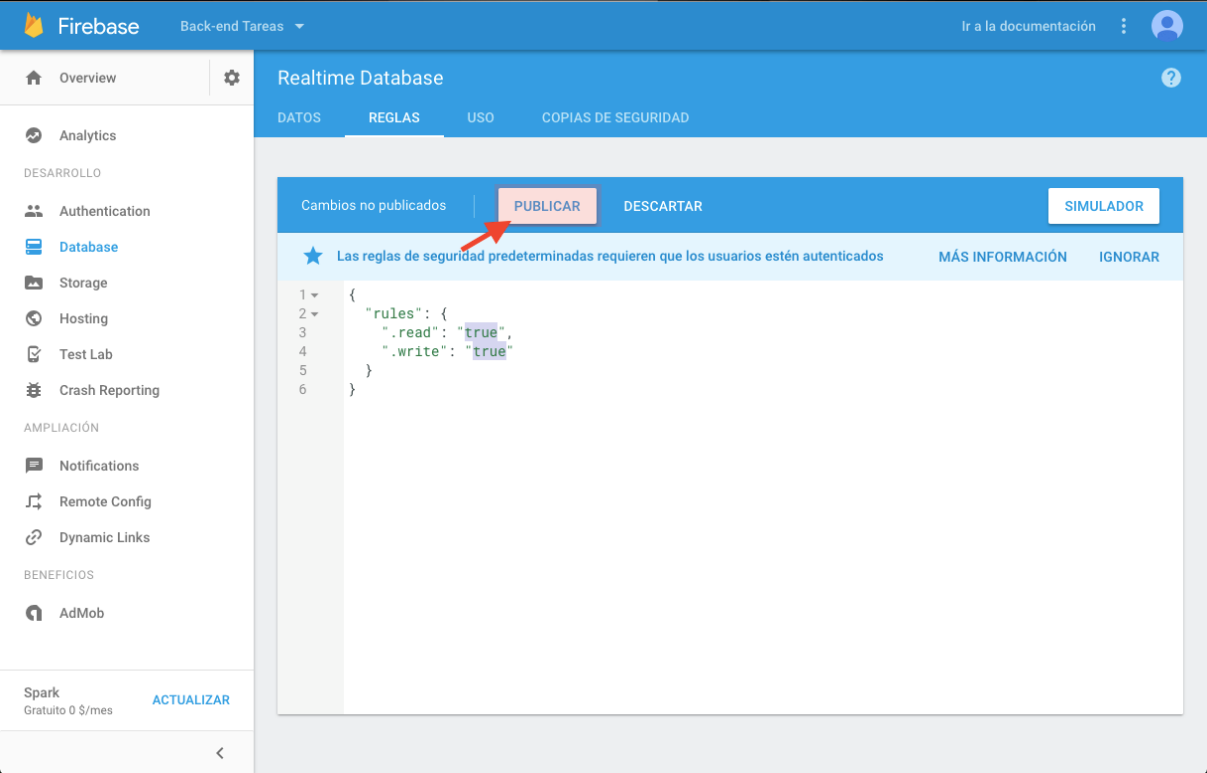 Firebase
Back-end Tareas
Ir a la documentación
Overview
Analytics
DESARROLLO
Authentication
Database
Storage
Hosting
Test Lab
Crash Reporting
AMPLIACIÓN
Notifications
Remote Config
Dynamic Links
BENEFICIOS
AdMob
Spark
Gratuito 0 $/mes
ACTUALIZAR
Realtime Database
?
DATOS REGLAS USO COPIAS DE SEGURIDAD
Cambios no publicados PUBLICAR DESCARTAR SIMULADOR
Las reglas de seguridad predeterminadas requieren que los usuarios estén autenticados MÁS INFORMACIÓN IGNORAR
1 {
2 "rules": {
3 ".read": "true",
4 ".write": "true"
5 }
6 }